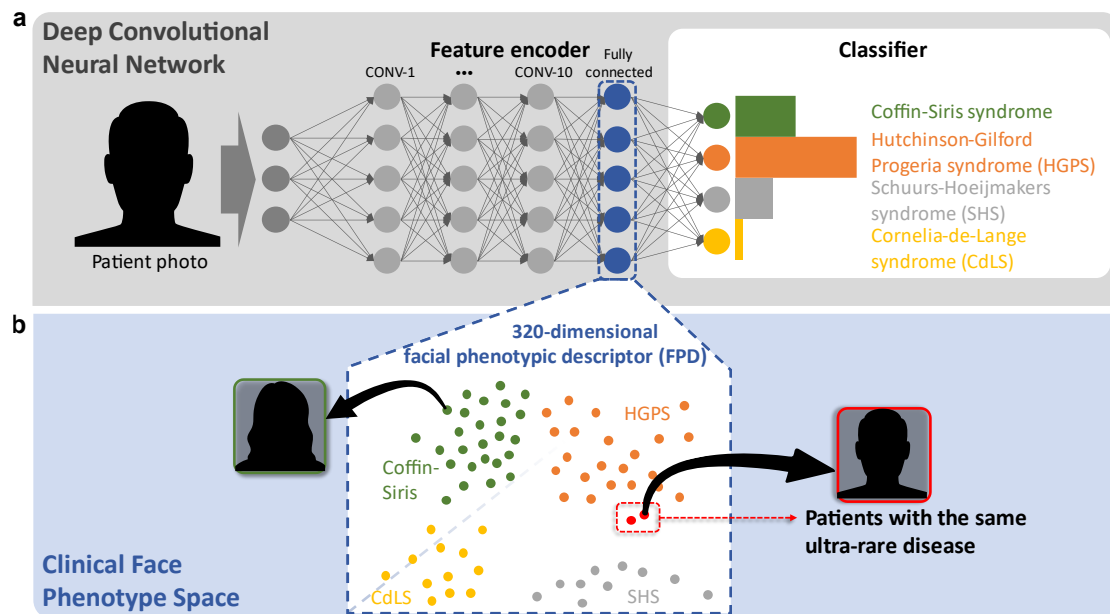 a
Deep Convolutional
Neural Network
Feature encoder
CONV-1
•••
CONV-10
Fully
connected
Classifier
Patient photo
Coffin-Siris syndrome
Hutchinson-Gilford
Progeria syndrome (HGPS)
Schuurs-Hoeijmakers
syndrome (SHS)
Cornelia-de-Lange
syndrome (CdLS)
b
320-dimensional
facial phenotypic descriptor (FPD)
HGPS
Coffin-
Siris
Patients with the same
ultra-rare disease
Clinical Face
Phenotype Space
CdLS
SHS